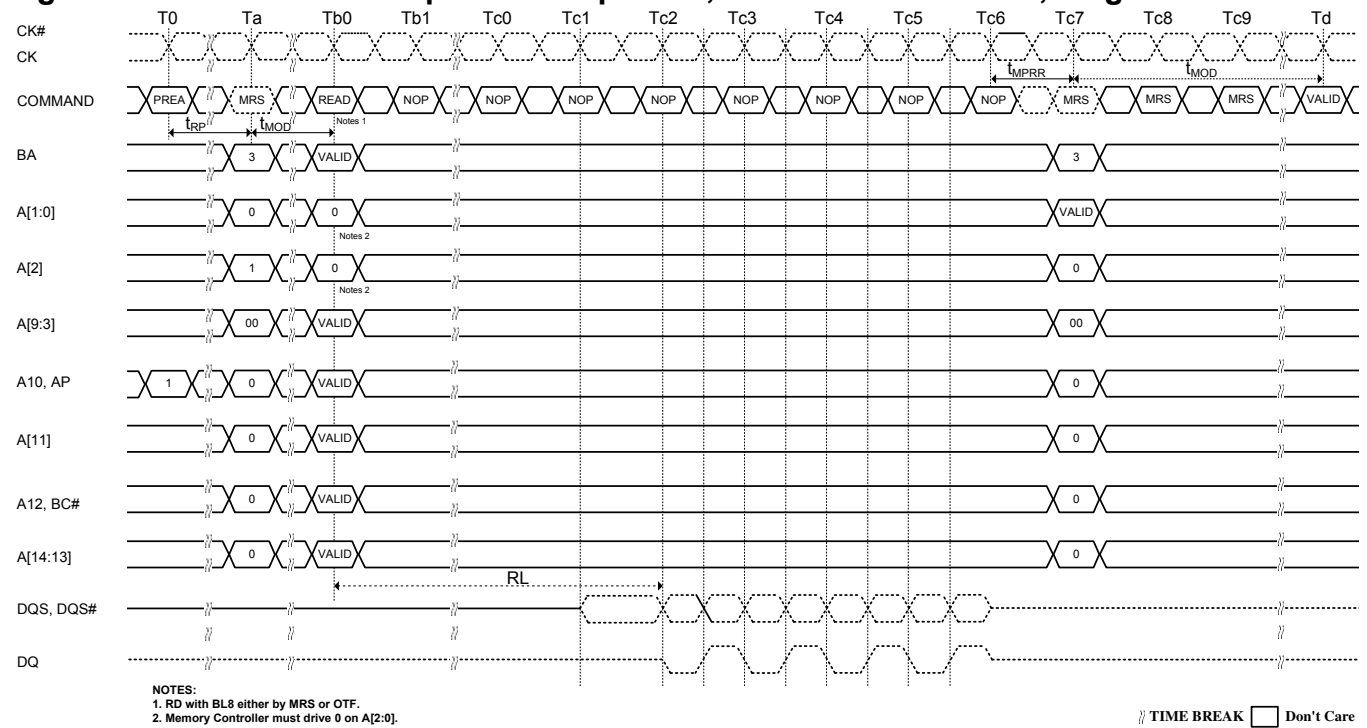 T0 Ta Tb0 Tb1 Tc0 Tc1 Tc2 Tc3 Tc4 Tc5 Tc6 Tc7 Tc8 Tc9 Td
CK#
CK
tMPRR tMOD
COMMAND PREA MRS READ NOP NOP NOP NOP NOP NOP NOP NOP MRS MRS MRS VALID
tRP tMOD Notes 1
BA 3 VALID 3
A[1:0] 0 0 VALID
Notes 2
A[2] 1 0 0
Notes 2
A[9:3] 00 VALID 00
A10, AP 1 0 VALID 0
A[11] 0 VALID 0
A12, BC# 0 VALID 0
A[14:13] 0 VALID 0
RL
DQS, DQS#
DQ
NOTES:
1. RD with BL8 either by MRS or OTF.
2. Memory Controller must drive 0 on A[2:0].
TIME BREAK Don't Care